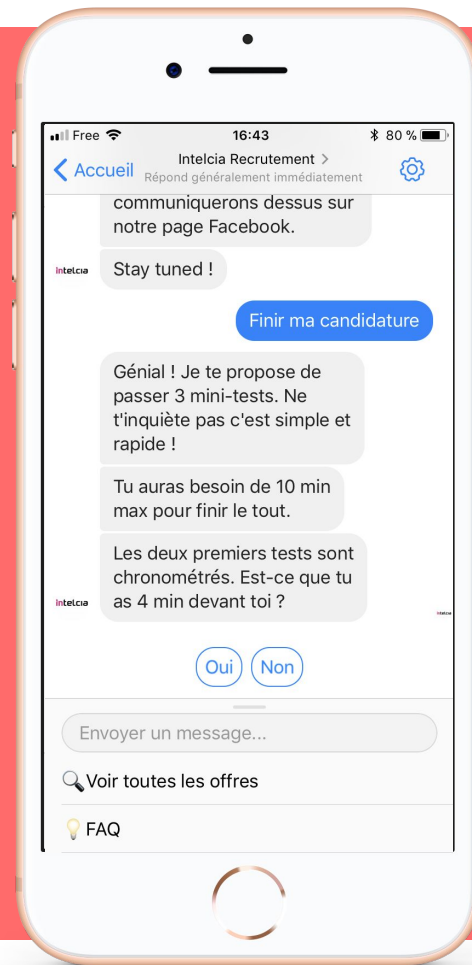 Free 16:43 80 %
Accueil Intelcia Recrutement >
Répond généralement immédiatement
communiquerons dessus sur
notre page Facebook.
intelcia Stay tuned !
Finir ma candidature
Génial ! Je te propose de
passer 3 mini-tests. Ne
t'inquiète pas c'est simple et
rapide !
Tu auras besoin de 10 min
max pour finir le tout.
Les deux premiers tests sont
chronométrés. Est-ce que tu
intelcia as 4 min devant toi ?
intelcia
Oui Non
Envoyer un message...
Voir toutes les offres
FAQ